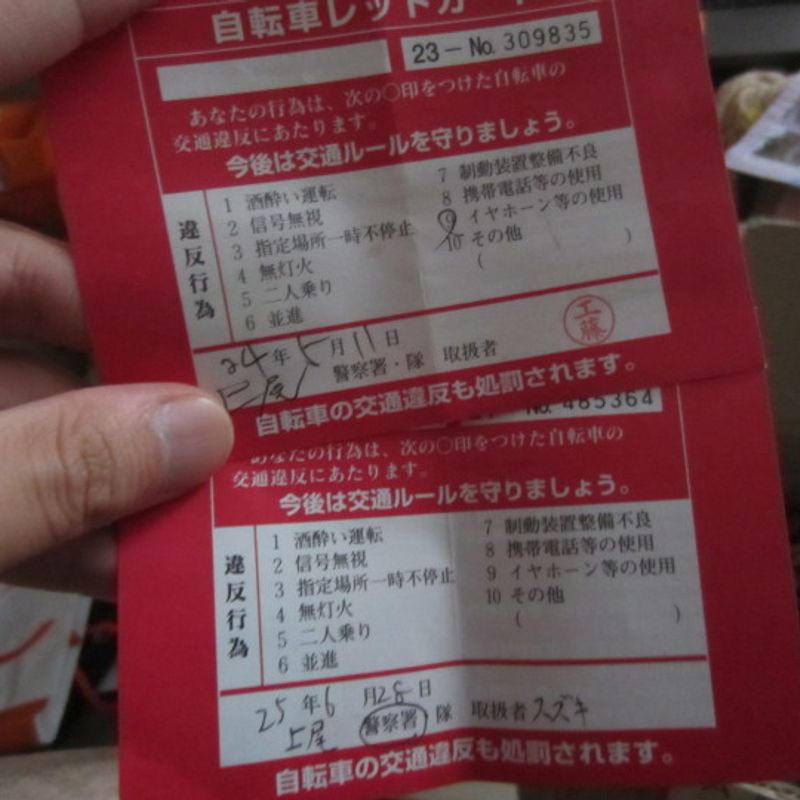 自転車レッドカード
23-No. 309835
あなたの行為は、次の○印をつけた自転車の
交通違反にあたります。
今後は交通ルールを守りましょう。
違反行為
1 酒酔い運転
2 信号無視
3 指定場所一時不停止
4 無灯火
5 二人乗り
6 並進
7 制動装置整備不良
8 携帯電話等の使用
9 イヤホーン等の使用
10 その他
( )
24年5月11日
上尾 警察署・隊 取扱者 工藤
自転車の交通違反も処罰されます。
No. 485364
あなたの行為は、次の○印をつけた自転車の
交通違反にあたります。
今後は交通ルールを守りましょう。
違反行為
1 酒酔い運転
2 信号無視
3 指定場所一時不停止
4 無灯火
5 二人乗り
6 並進
7 制動装置整備不良
8 携帯電話等の使用
9 イヤホーン等の使用
10 その他
( )
25年6月28日
上尾 警察署 隊 取扱者 スズキ
自転車の交通違反も処罰されます。